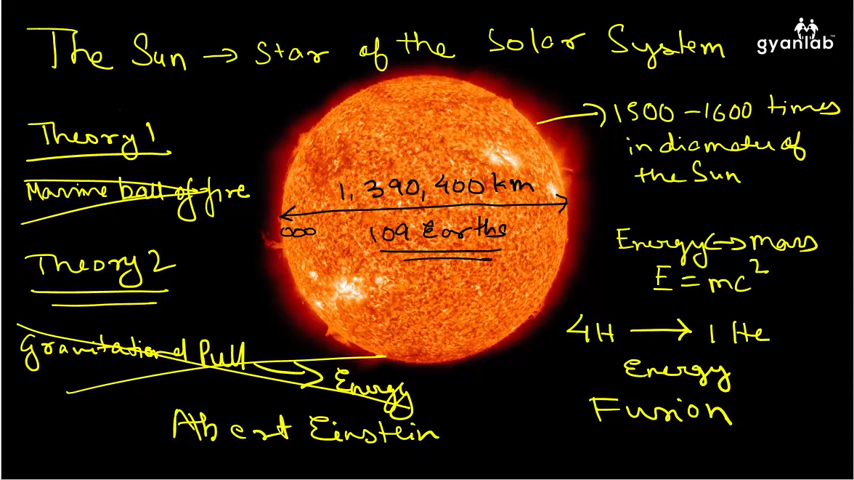 The Sun → Star of the Solar System
gyanlab
Theory 1
Massive ball of fire
Theory 2
Gravitational Pull
→ Energy
Albert Einstein
1,390,400 km
109 Earths
→ 1500 - 1600 times
in diameter of
the Sun
Energy ↔ mass
E = mc²
4H → 1 He
Energy
Fusion